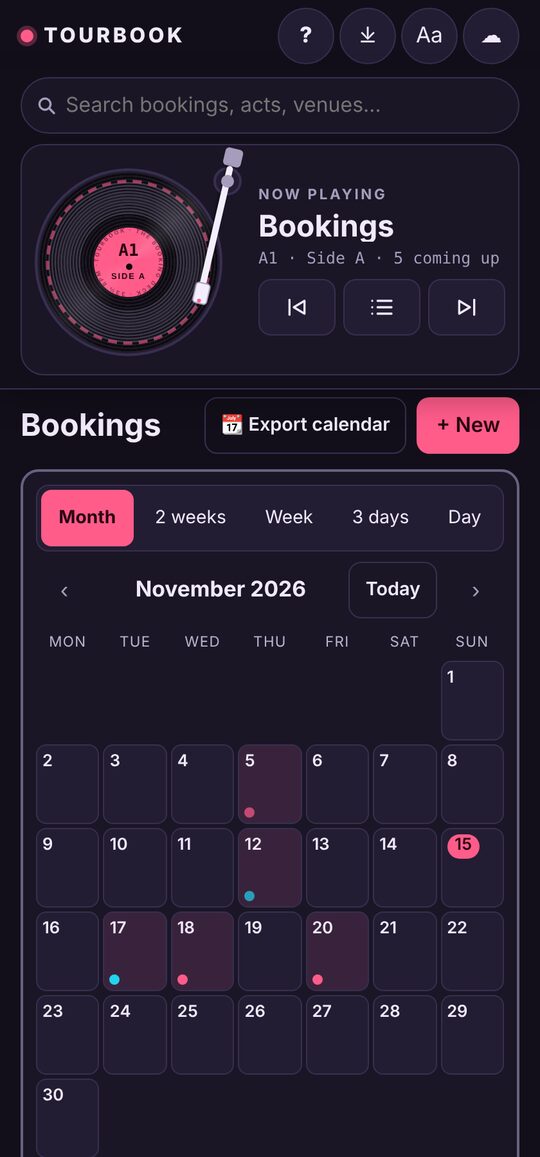 TOURBOOK
? Aa
Search bookings, acts, venues...
NOW PLAYING
Bookings
A1 · Side A · 5 coming up
A1
SIDE A
Bookings
📆 Export calendar
+ New
Month 2 weeks Week 3 days Day
‹ November 2026 Today ›
MON TUE WED THU FRI SAT SUN
1
2 3 4 5 6 7 8
9 10 11 12 13 14 15
16 17 18 19 20 21 22
23 24 25 26 27 28 29
30